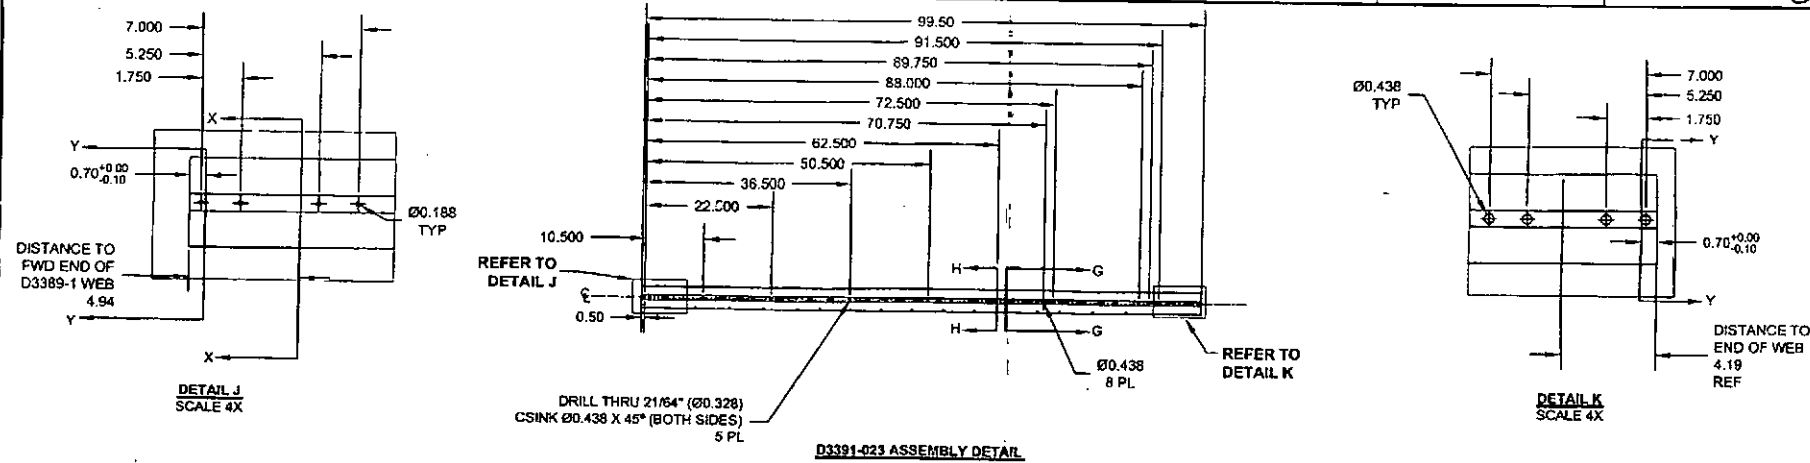 7.000
5.250
1.750
X
Y
0.70 +0.00 -0.10
Ø0.188
TYP
DISTANCE TO
FWD END OF
D3389-1 WEB
4.94
Y
X
DETAIL J
SCALE 4X
99.50
91.500
89.750
88.000
72.500
70.750
62.500
50.500
36.500
22.500
10.500
REFER TO
DETAIL J
H
G
℄
0.50
H
G
REFER TO
DETAIL K
Ø0.438
8 PL
DRILL THRU 21/64" (Ø0.328)
CSINK Ø0.438 X 45° (BOTH SIDES)
5 PL
D3391-023 ASSEMBLY DETAIL
Ø0.438
TYP
7.000
5.250
1.750
Y
0.70 +0.00 -0.10
Y
DISTANCE TO
END OF WEB
4.19
REF
DETAIL K
SCALE 4X